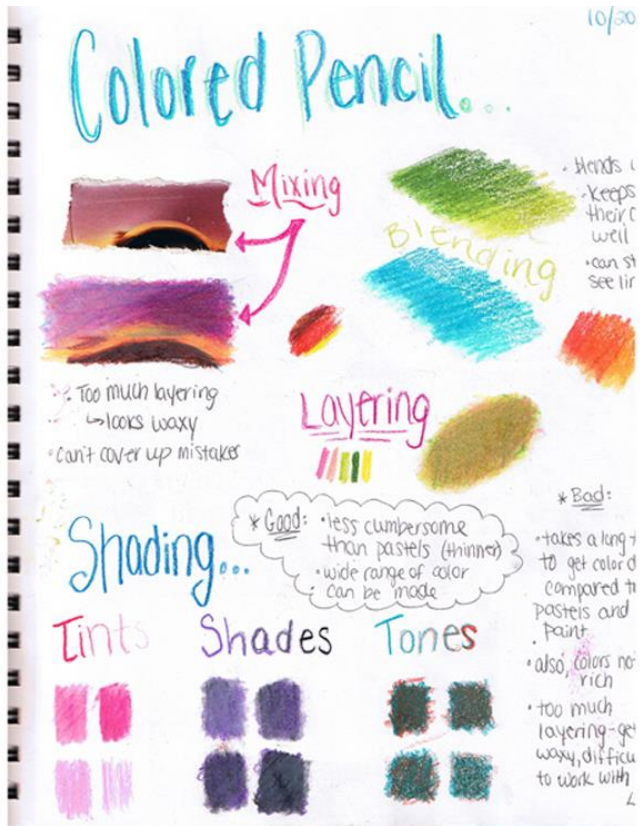 10/20
Colored Pencil...
Mixing
Blending
blends
• keeps
their
well
• can
see
• Too much layering
↳looks waxy
• can't cover up mistakes
Layering
Shading...
* Good: • less cumbersome
than pastels (thinner)
• wide range of color
can be made
* Bad:
• takes a long
to get color
compared
pastels and
paint
• also, colors
rich
• too much
layering-
waxy,
to work with
Tints
Shades
Tones